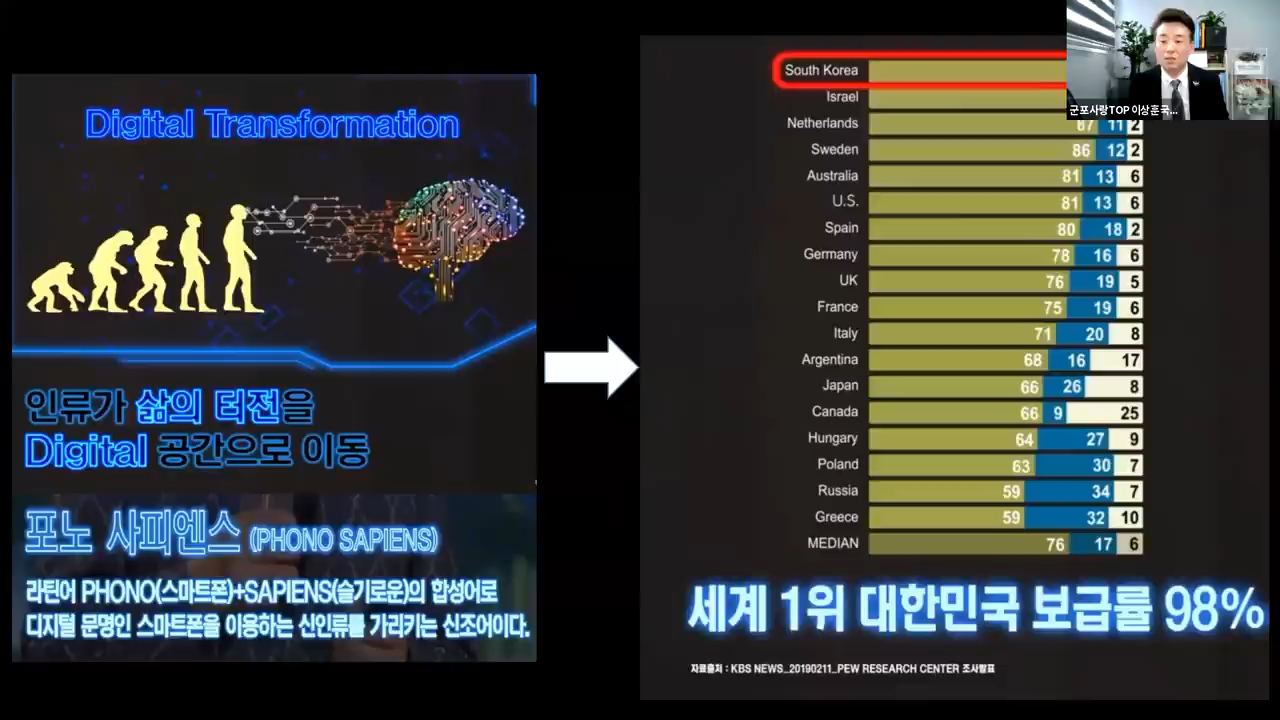 Digital Transformation
인류가 삶의 터전을
Digital 공간으로 이동
포노 사피엔스 (PHONO SAPIENS)
라틴어 PHONO(스마트폰)+SAPIENS(슬기로운)의 합성어로
디지털 문명인 스마트폰을 이용하는 신인류를 가리키는 신조어이다.
South Korea
Israel
Netherlands 87 11 2
Sweden 86 12 2
Australia 81 13 6
U.S. 81 13 6
Spain 80 18 2
Germany 78 16 6
UK 76 19 5
France 75 19 6
Italy 71 20 8
Argentina 68 16 17
Japan 66 26 8
Canada 66 9 25
Hungary 64 27 9
Poland 63 30 7
Russia 59 34 7
Greece 59 32 10
MEDIAN 76 17 6
세계 1위 대한민국 보급률 98%
자료출처 : KBS NEWS_20190211_PEW RESEARCH CENTER 조사발표
군포사랑TOP 이상훈국...